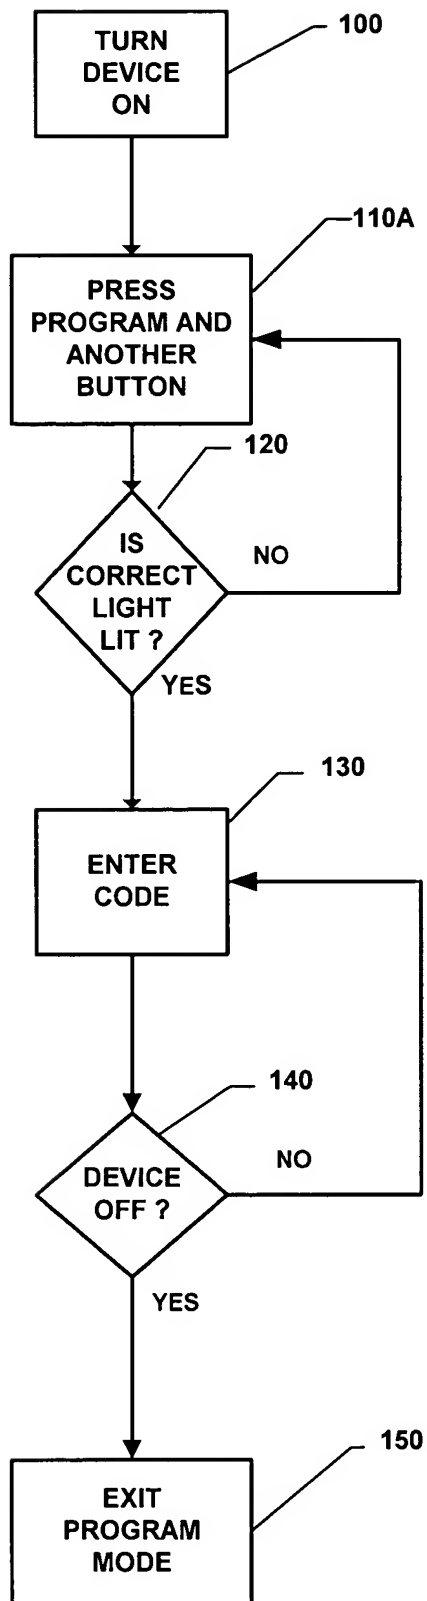 TURN
DEVICE
ON
100
110A
PRESS
PROGRAM AND
ANOTHER
BUTTON
120
IS
CORRECT
LIGHT
LIT ?
NO
YES
130
ENTER
CODE
140
DEVICE
OFF ?
NO
YES
150
EXIT
PROGRAM
MODE